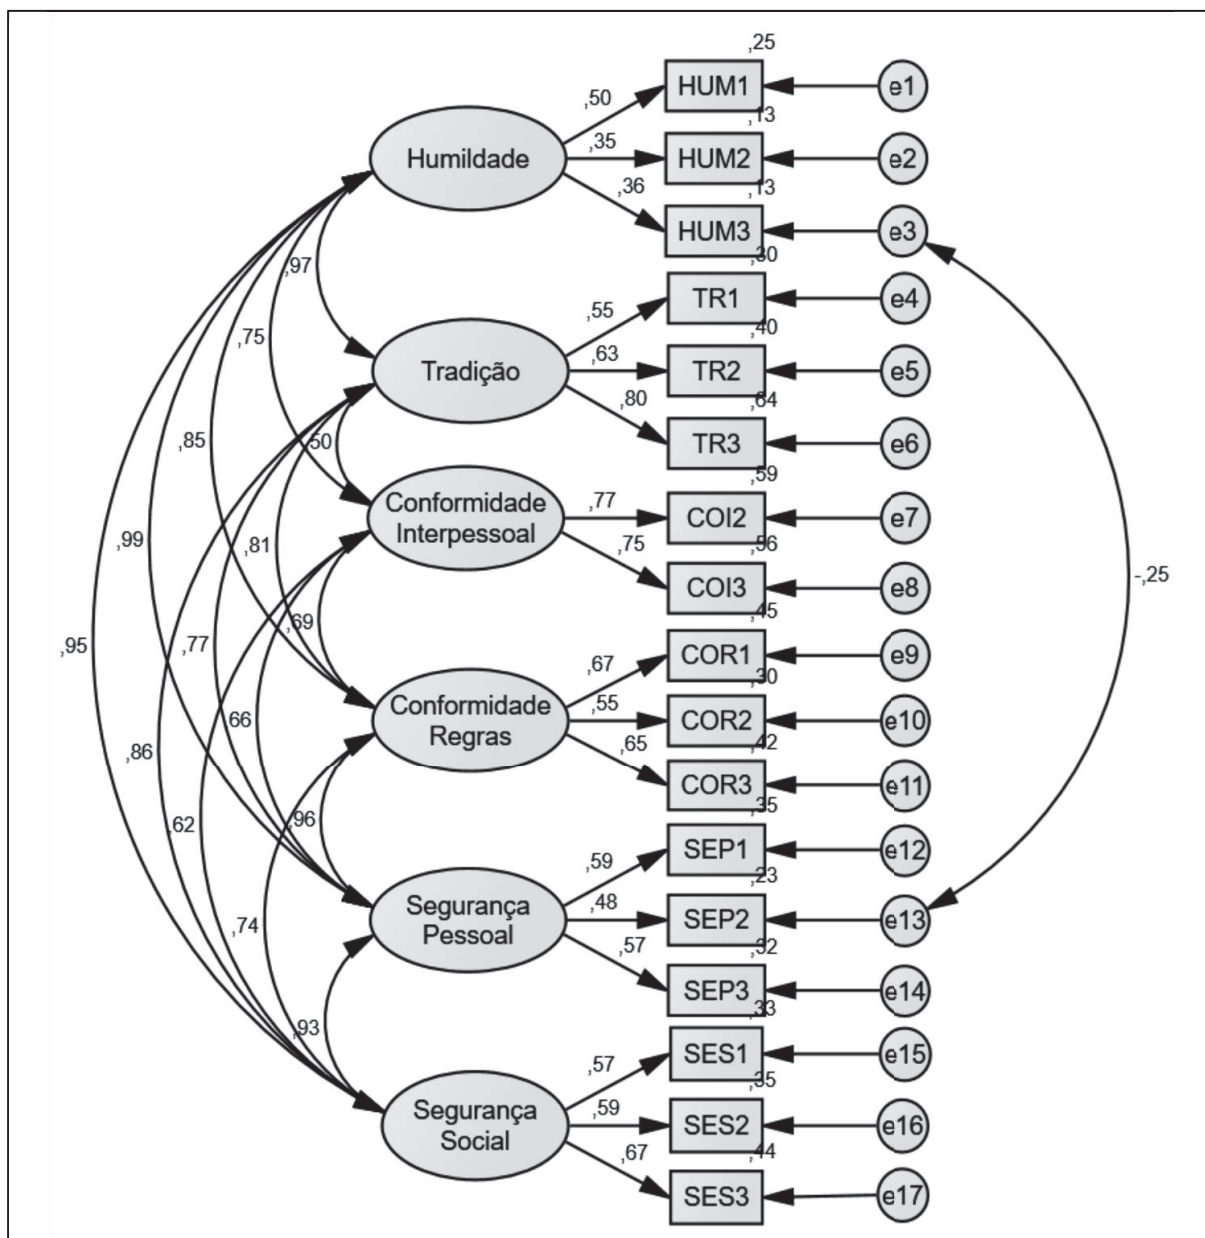 ,25
HUM1
e1
,50
,13
Humildade
,35
HUM2
e2
,36
,13
HUM3
e3
,97
,30
TR1
e4
,55
,75
,40
Tradição
,63
TR2
e5
,80
,64
,85
,50
TR3
e6
,59
Conformidade
Interpessoal
,77
COI2
e7
,99
,81
,75
,56
-,25
COI3
e8
,45
,69
,95
,77
,67
COR1
e9
,30
Conformidade
Regras
,55
COR2
e10
66
,86
,65
,42
COR3
e11
,35
,62
,96
,59
SEP1
e12
,23
Segurança
Pessoal
,48
SEP2
e13
,74
,57
,32
SEP3
e14
,33
,93
,57
SES1
e15
,35
Segurança
Social
,59
SES2
e16
,67
,44
SES3
e17